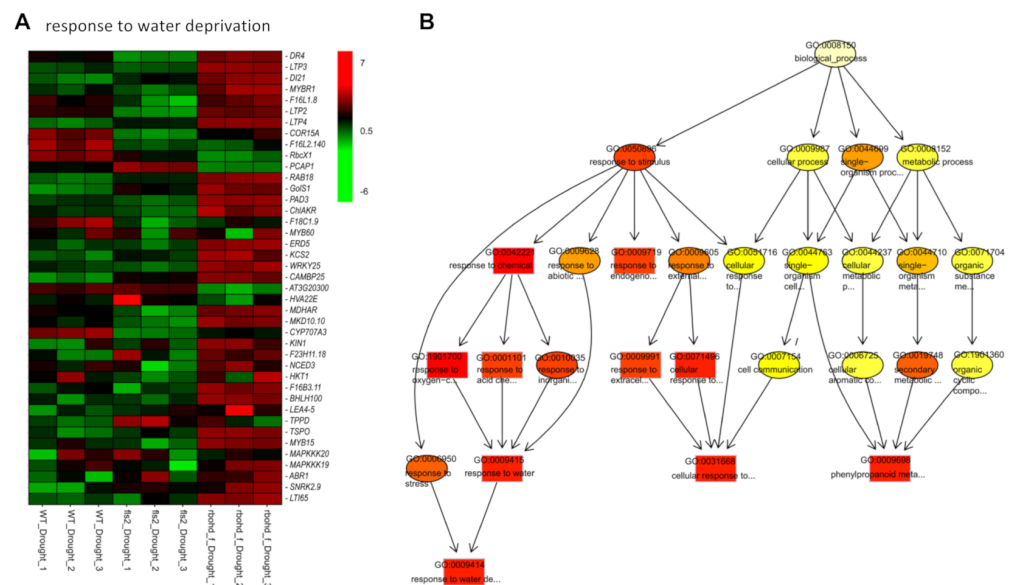 A response to water deprivation
7
0.5
-6
- DR4
- LTP3
- DI21
- MYBR1
- F16L1.8
- LTP2
- LTP4
- COR15A
- F16L2.140
- RbcX1
- PCAP1
- RAB18
- GolS1
- PAD3
- ChlAKR
- F18C1.9
- MYB60
- ERD5
- KCS2
- WRKY25
- CAMBP25
- AT3G20300
- HVA22E
- MDHAR
- MKD10.10
- CYP707A3
- KIN1
- F23H11.18
- NCED3
- HKT1
- F16B3.11
- BHLH100
- LEA4-5
- TPPD
- TSPO
- MYB15
- MAPKKK20
- MAPKKK19
- ABR1
- SNRK2.9
- LTI65
WT_Drought_1
WT_Drought_2
WT_Drought_3
fls2_Drought_1
fls2_Drought_2
fls2_Drought_3
rbohd_f_Drought_
rbohd_f_Drought_2
rbohd_f_Drought_
B
GO:0008150
biological_process
GO:0050896
response to stimulus
GO:0009987
cellular process
GO:0044699
single-
organism proc...
GO:0008152
metabolic process
GO:0042221
response to chemical
GO:0009628
response to
abiotic ...
GO:0009719
response to
endogeno...
GO:0009605
response to
external...
GO:0051716
cellular
response
to...
GO:0044763
single-
organism
cell...
GO:0044237
cellular
metabolic
p...
GO:0044710
single-
organism
meta...
GO:0071704
organic
substance
me...
GO:1901700
response to
oxygen-c...
GO:0001101
response to
acid che...
GO:0010035
response to
inorgani...
GO:0009991
response to
extracel...
GO:0071496
cellular
response to...
GO:0007154
cell communication
GO:0006725
cellular
aromatic co...
GO:0019748
secondary
metabolic ...
GO:1901360
organic
cyclic
compo...
GO:0006950
response to
stress
GO:0009415
response to water
GO:0031668
cellular response to...
GO:0009698
phenylpropanoid meta...
GO:0009414
response to water de...